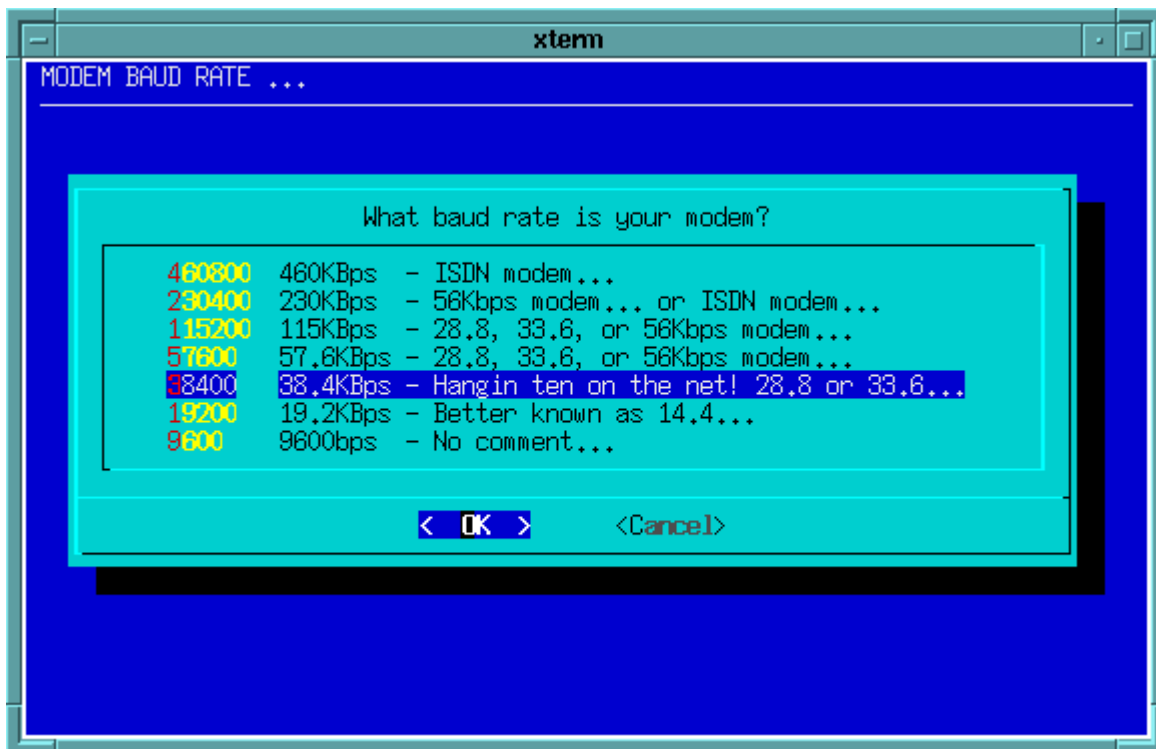 xterm
MODEM BAUD RATE ...
What baud rate is your modem?
460800 460KBps - ISDN modem...
230400 230KBps - 56Kbps modem... or ISDN modem...
115200 115KBps - 28.8, 33.6, or 56Kbps modem...
57600 57.6KBps - 28.8, 33.6, or 56Kbps modem...
38400 38.4KBps - Hangin ten on the net! 28.8 or 33.6...
19200 19.2KBps - Better known as 14.4...
9600 9600bps - No comment...
< OK > <Cancel>